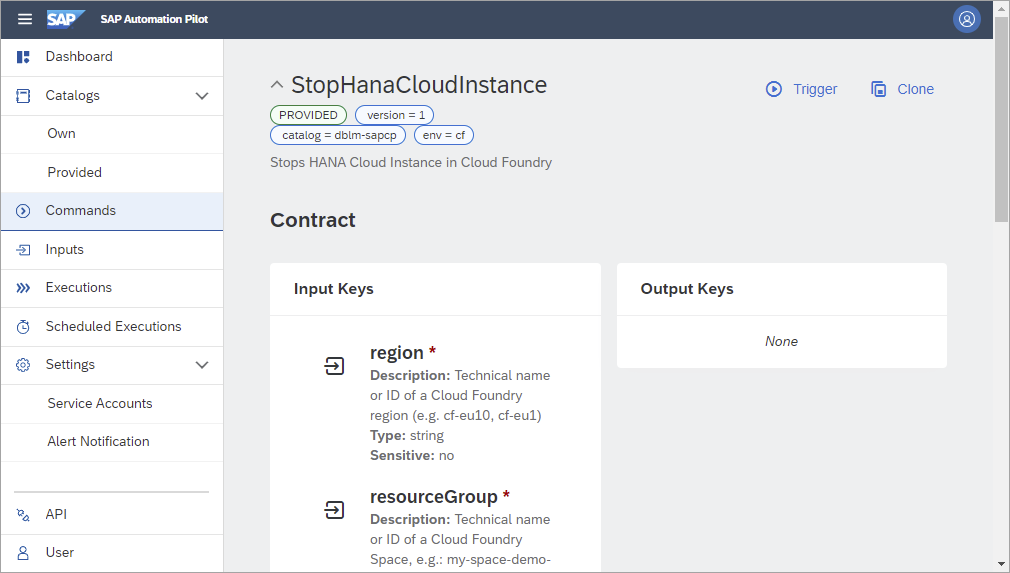 SAP SAP Automation Pilot
Dashboard
Catalogs
Own
Provided
Commands
Inputs
Executions
Scheduled Executions
Settings
Service Accounts
Alert Notification
API
User
StopHanaCloudInstance
Trigger
Clone
PROVIDED
version = 1
catalog = dblm-sapcp
env = cf
Stops HANA Cloud Instance in Cloud Foundry
Contract
Input Keys
region *
Description: Technical name
or ID of a Cloud Foundry
region (e.g. cf-eu10, cf-eu1)
Type: string
Sensitive: no
resourceGroup *
Description: Technical name
or ID of a Cloud Foundry
Space, e.g.: my-space-demo-
Output Keys
None